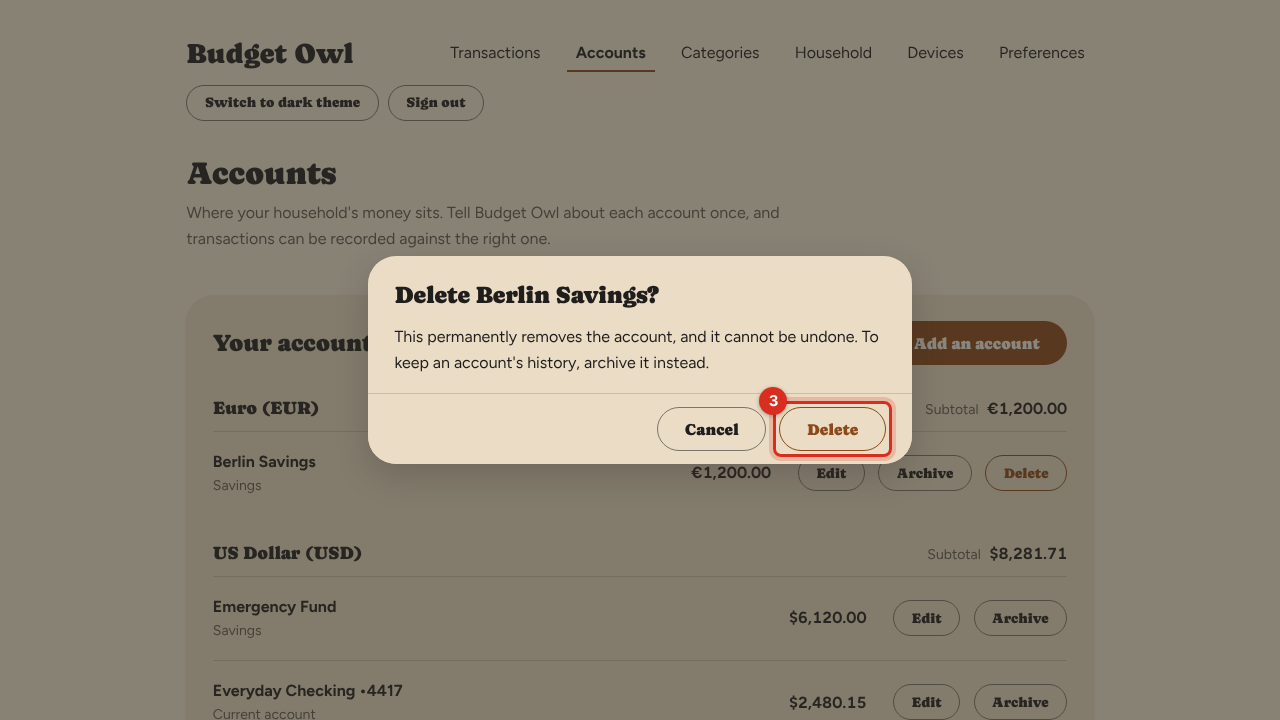 Budget Owl
Transactions
Accounts
Categories
Household
Devices
Preferences
Switch to dark theme
Sign out
Accounts
Where your household's money sits. Tell Budget Owl about each account once, and
transactions can be recorded against the right one.
Delete Berlin Savings?
This permanently removes the account, and it cannot be undone. To
keep an account's history, archive it instead.
3
Cancel
Delete
Your account
Add an account
Euro (EUR)
Subtotal €1,200.00
Berlin Savings
Savings
€1,200.00
Edit
Archive
Delete
US Dollar (USD)
Subtotal $8,281.71
Emergency Fund
Savings
$6,120.00
Edit
Archive
Everyday Checking •4417
Current account
$2,480.15
Edit
Archive